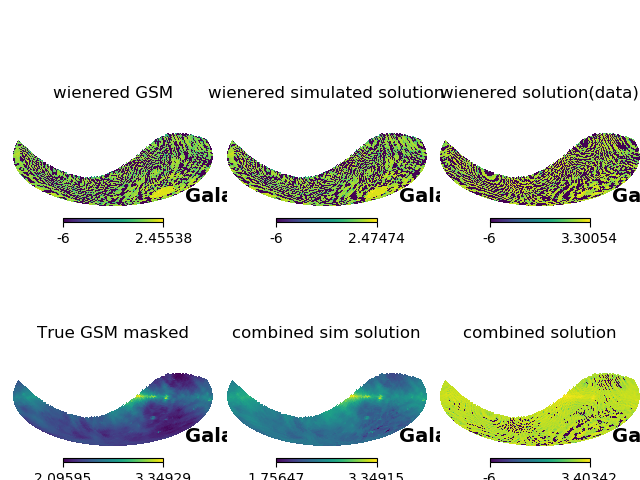 wienered GSM
wienered simulated solution
wienered solution(data)
Gala
Gala
Ga
-6 2.45538
-6 2.47474
-6 3.30054
True GSM masked
combined sim solution
combined solution
Gala
Gala
Ga
2.09595 3.34929
1.75647 3.34915
-6 3.40342